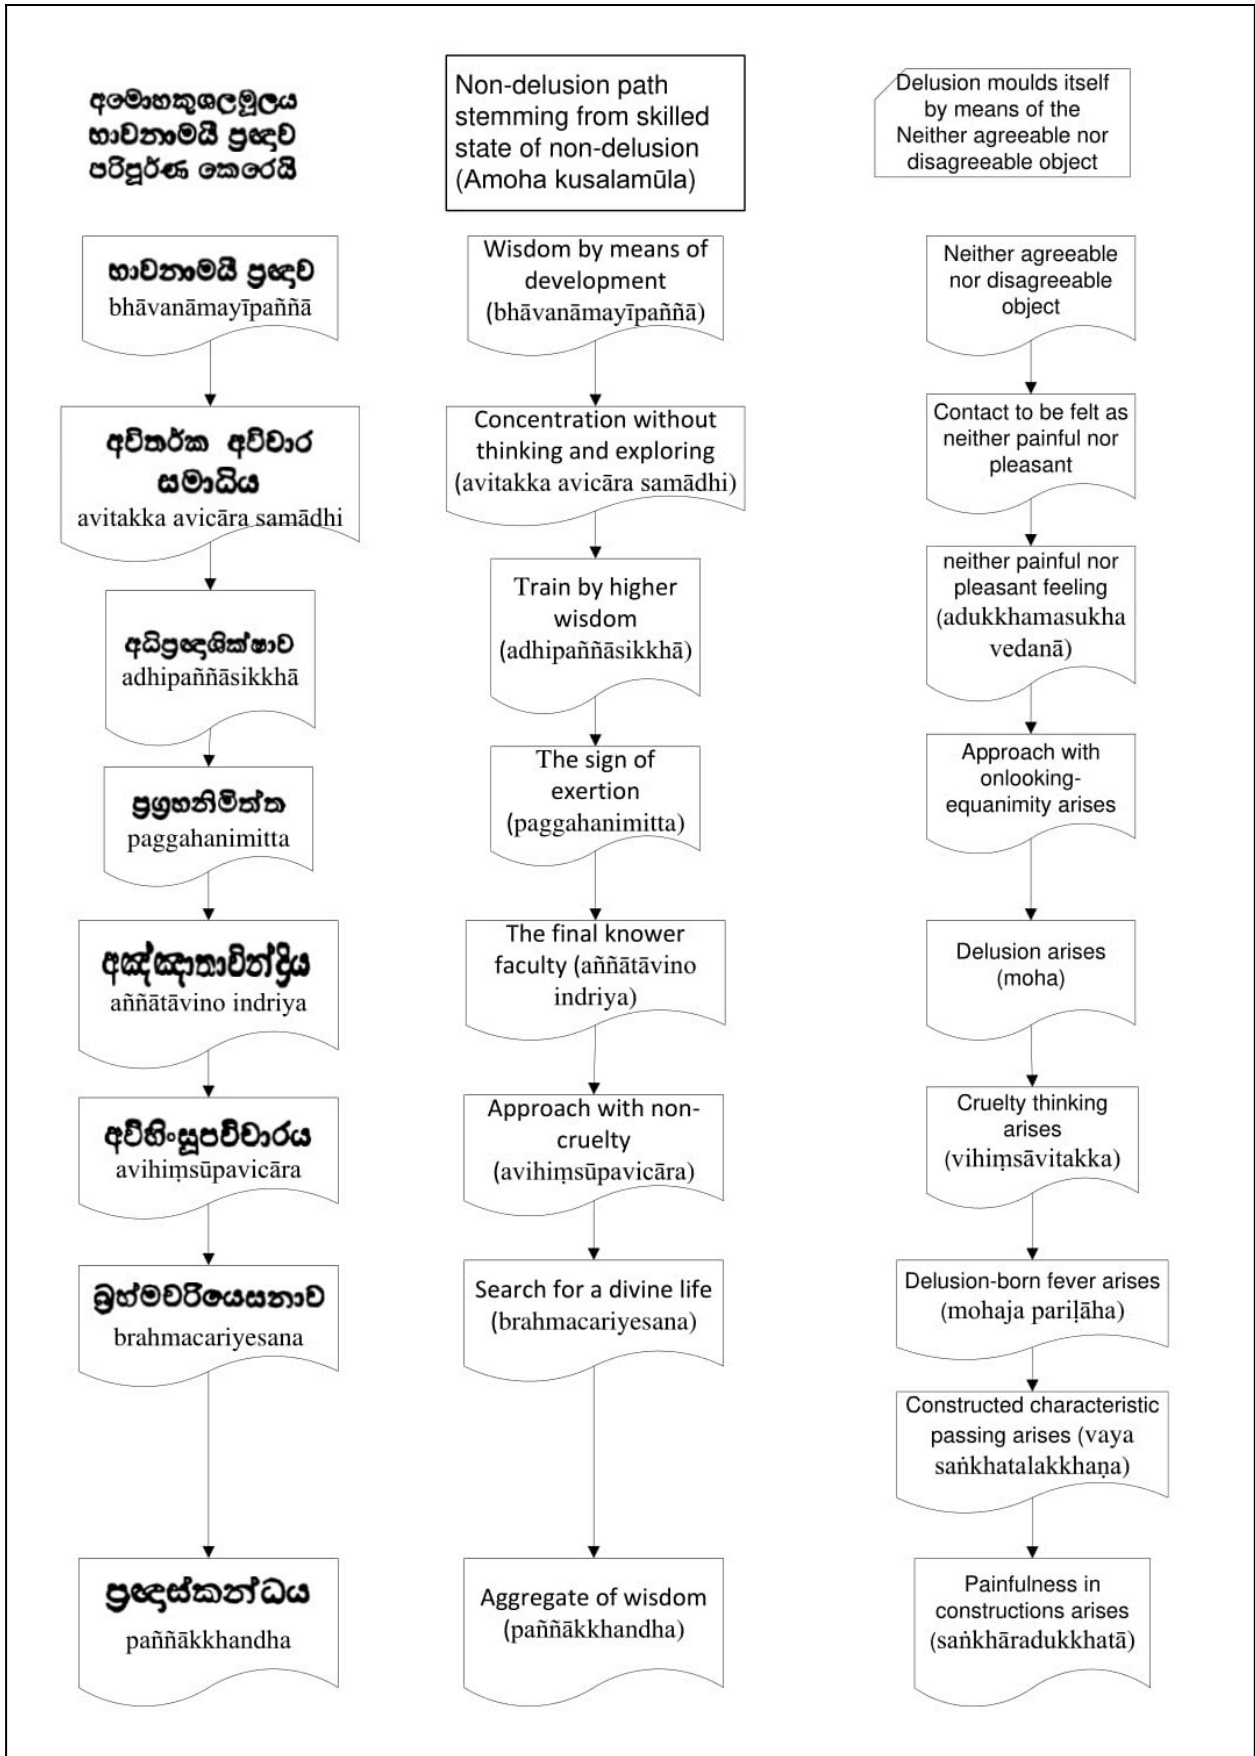 අමොහකුශලමූලය
භාවනාමයී ප්‍රඥාව
පරිපූර්ණ කෙරෙයි
Non-delusion path
stemming from skilled
state of non-delusion
(Amoha kusalamūla)
Delusion moulds itself
by means of the
Neither agreeable nor
disagreeable object
භාවනාමයී ප්‍රඥාව
bhāvanāmayīpaññā
අවිතර්ක අවිචාර
සමාධිය
avitakka avicāra samādhi
අධිප්‍රඥාශික්ෂාව
adhipaññāsikkhā
ප්‍රග්‍රහනිමිත්ත
paggahanimitta
අඤ්ඤාතාවින්ද්‍රිය
aññātāvino indriya
අවිහිංසූපවිචාරය
avihiṃsūpavicāra
බ්‍රහ්මචරියෙසනාව
brahmacariyesana
ප්‍රඥාස්කන්ධය
paññākkhandha
Wisdom by means of
development
(bhāvanāmayīpaññā)
Concentration without
thinking and exploring
(avitakka avicāra samādhi)
Train by higher
wisdom
(adhipaññāsikkhā)
The sign of
exertion
(paggahanimitta)
The final knower
faculty (aññātāvino
indriya)
Approach with non-
cruelty
(avihiṃsūpavicāra)
Search for a divine life
(brahmacariyesana)
Aggregate of wisdom
(paññākkhandha)
Neither agreeable
nor disagreeable
object
Contact to be felt as
neither painful nor
pleasant
neither painful nor
pleasant feeling
(adukkhamasukha
vedanā)
Approach with
onlooking-
equanimity arises
Delusion arises
(moha)
Cruelty thinking
arises
(vihiṃsāvitakka)
Delusion-born fever arises
(mohaja pariḷāha)
Constructed characteristic
passing arises (vaya
saṅkhatalakkhaṇa)
Painfulness in
constructions arises
(saṅkhāradukkhatā)